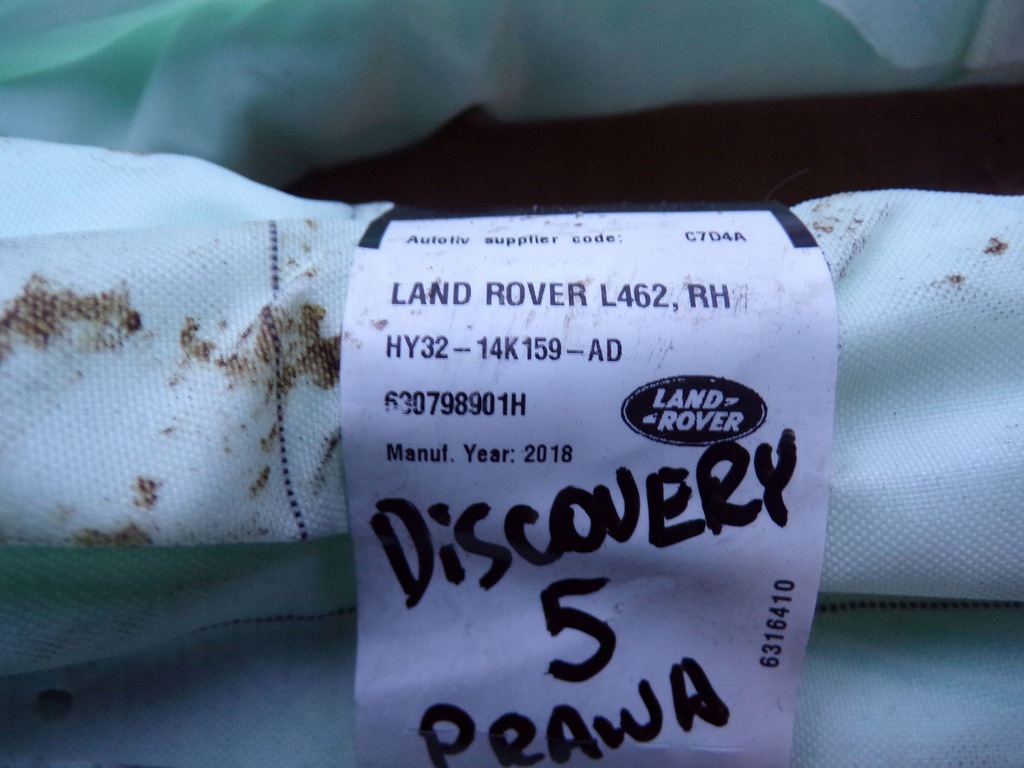 Autoliv supplier code: C7D4A
LAND ROVER L462, RH
HY32-14K159-AD
630798901H
LAND-
-ROVER
Manuf. Year: 2018
DiSCOVERY
5
6316410
PRAWA